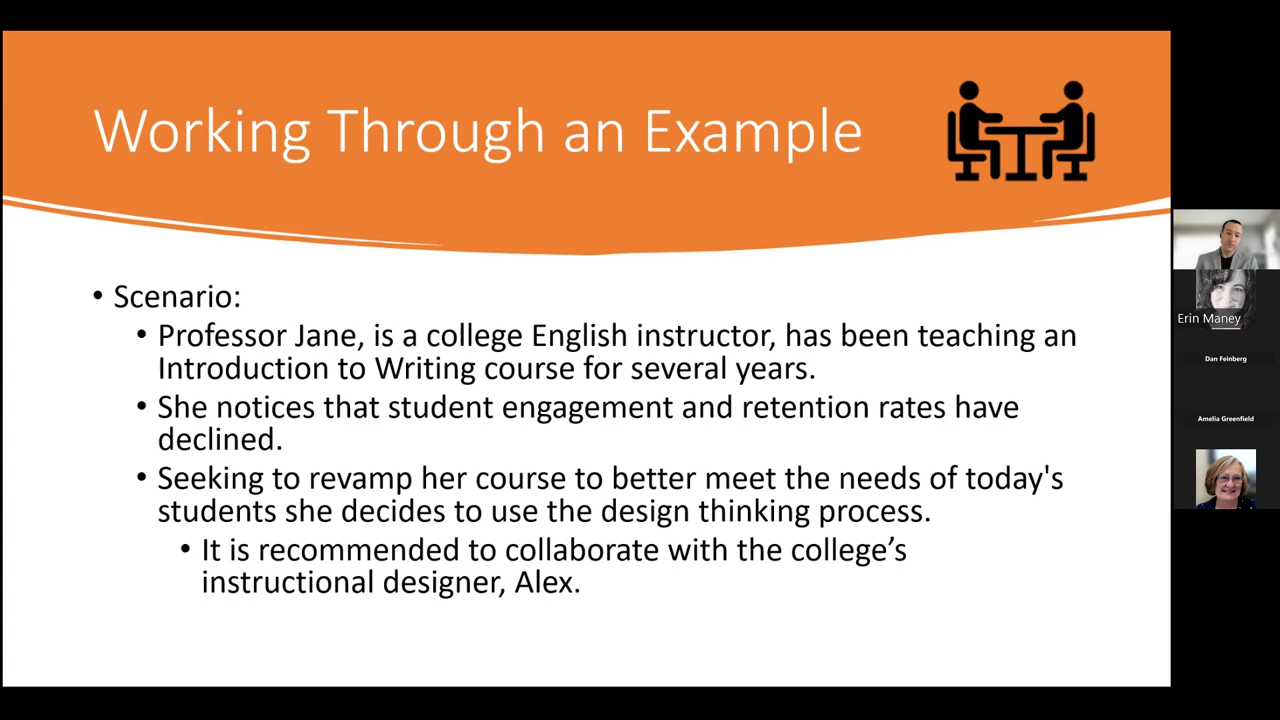 Working Through an Example
• Scenario:
• Professor Jane, is a college English instructor, has been teaching an
Introduction to Writing course for several years.
• She notices that student engagement and retention rates have
declined.
• Seeking to revamp her course to better meet the needs of today's
students she decides to use the design thinking process.
• It is recommended to collaborate with the college’s
instructional designer, Alex.
Erin Maney
Dan Feinberg
Amelia Greenfield